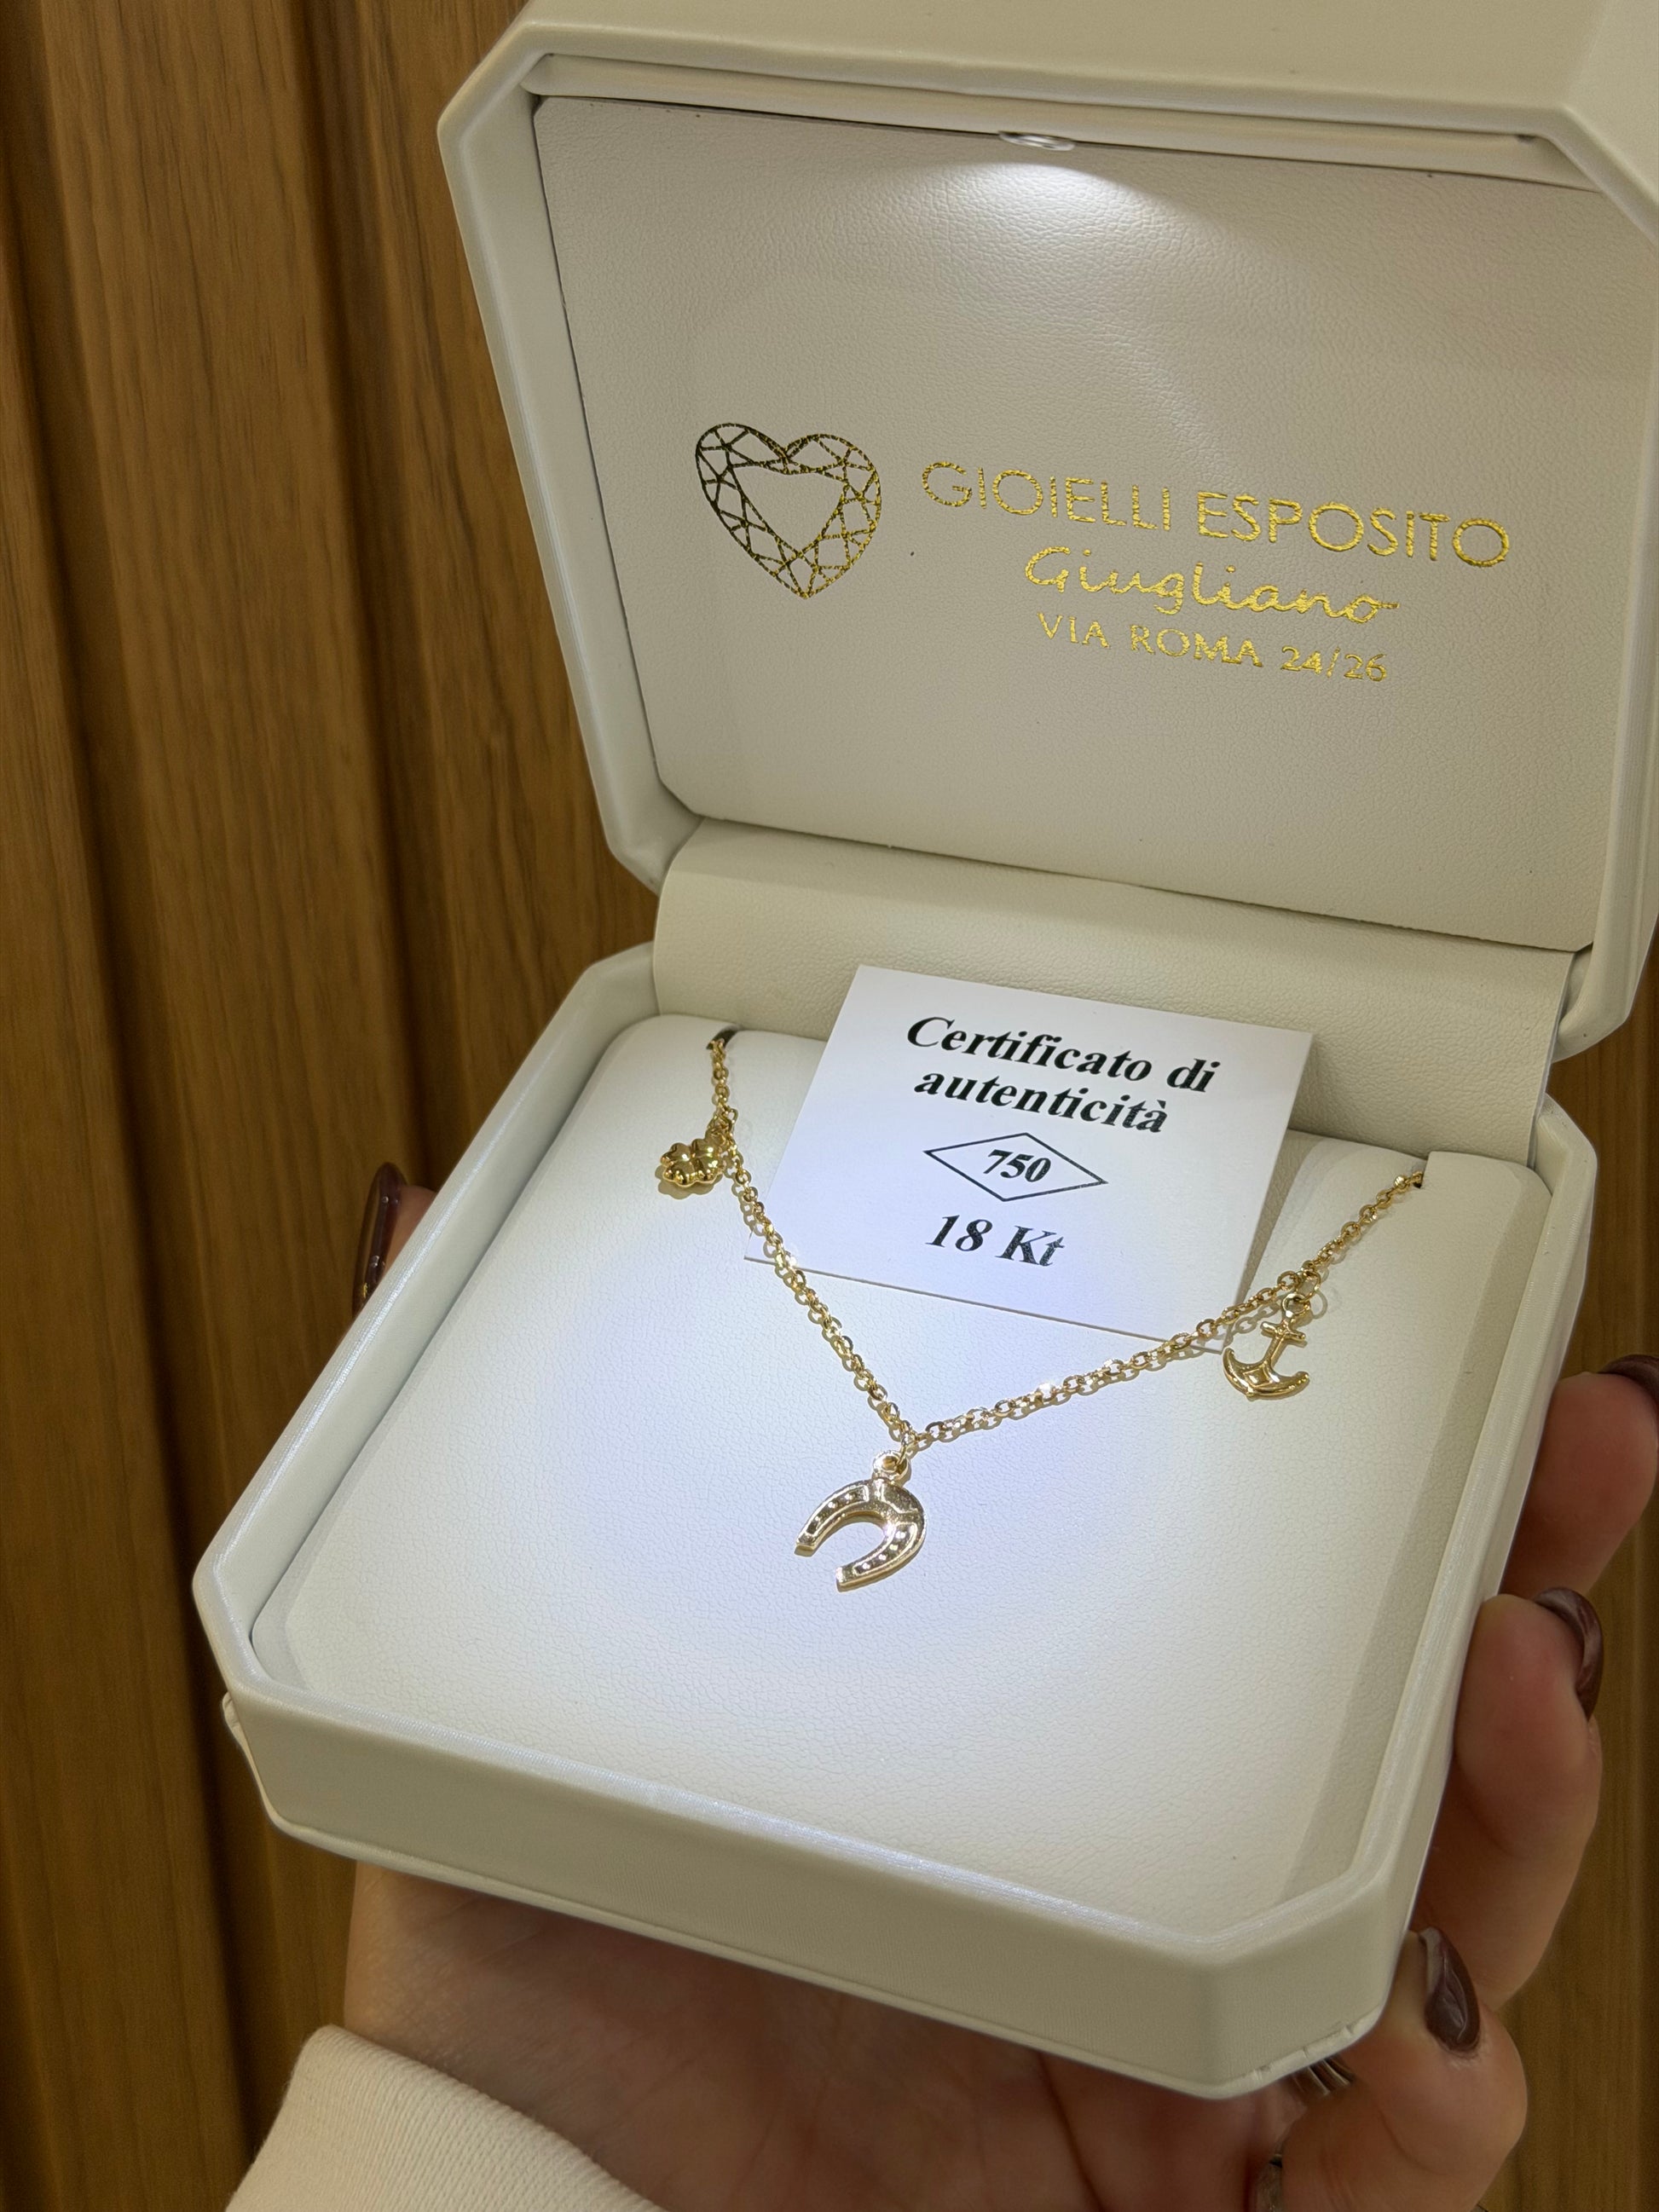 GIOIELLI ESPOSITO
Giugliano
VIA ROMA 24/26
Certificato di
autenticità
750
18 Kt